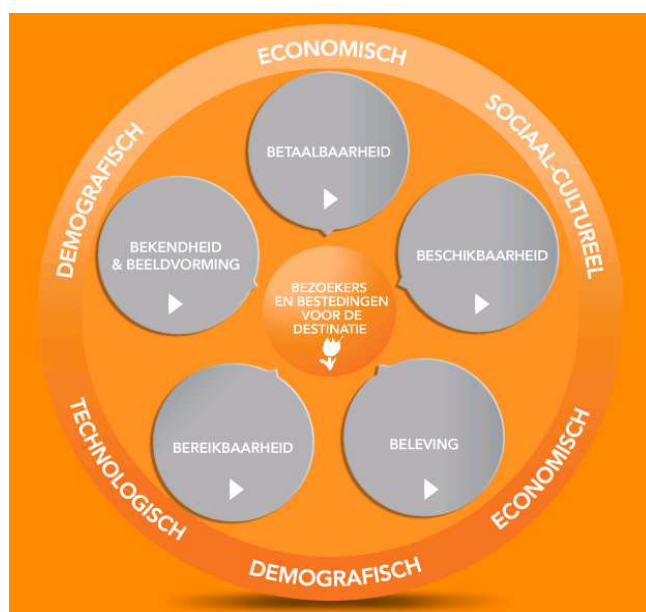 ECONOMISCH
SOCIAAL-CULTUREEL
DEMOGRAFISCH
BETAALBAARHEID
BEKENDHEID
& BEELDVORMING
BESCHIKBAARHEID
BEZOEKERS
EN BESTEDINGEN
VOOR DE
DESTINATIE
BEREIKBAARHEID
BELEVING
TECHNOLOGISCH
ECONOMISCH
DEMOGRAFISCH